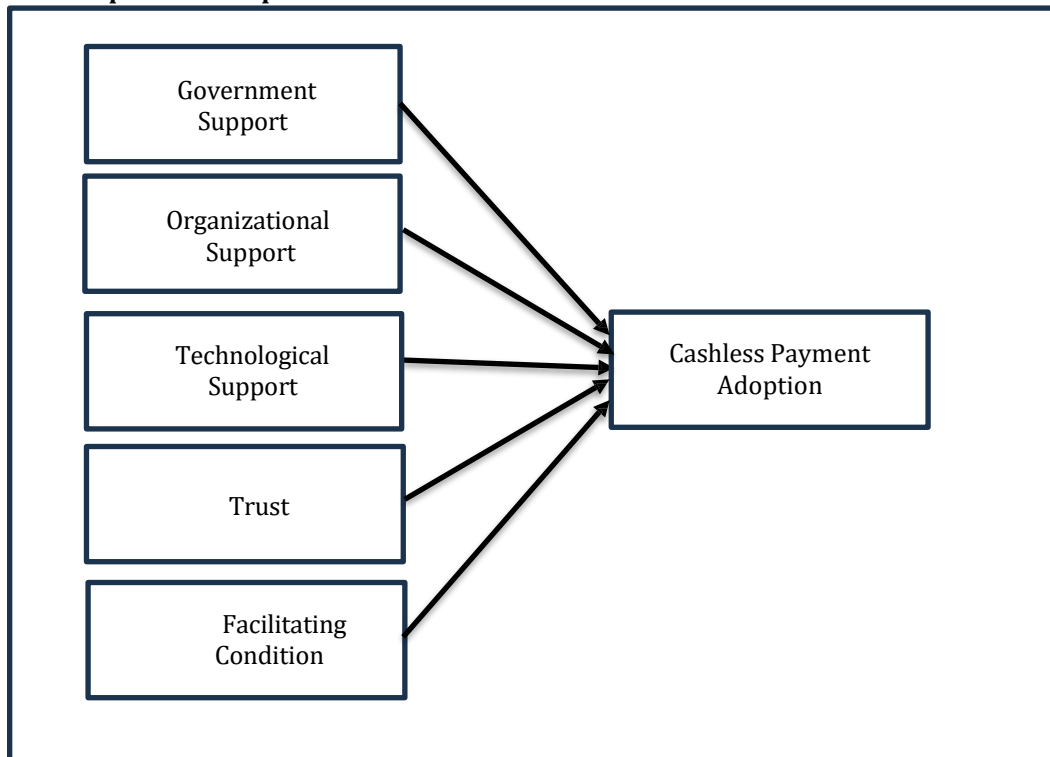 Government
Support
Organizational
Support
Technological
Support
Cashless Payment
Adoption
Trust
Facilitating
Condition